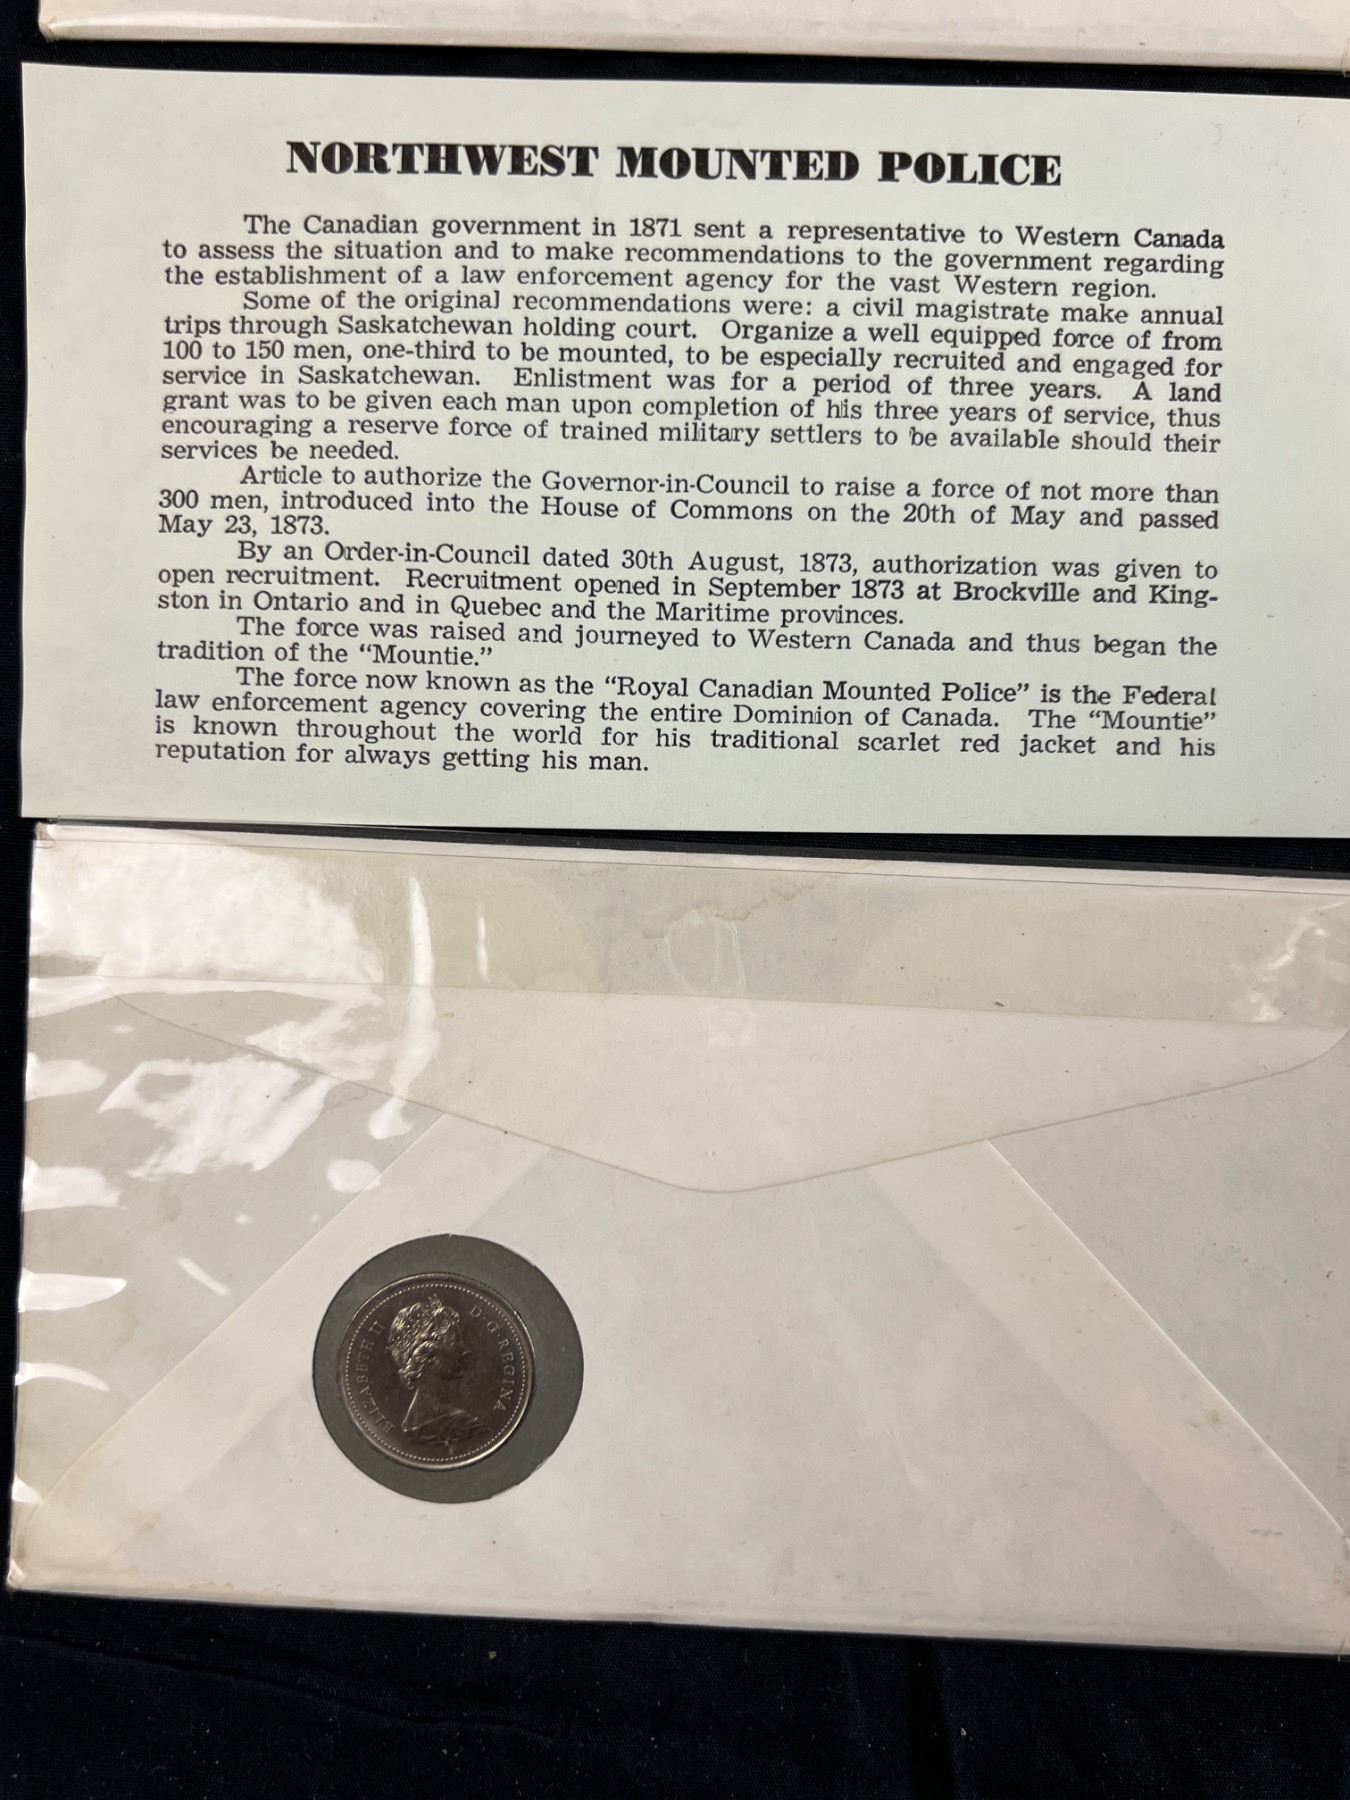 NORTHWEST MOUNTED POLICE
The Canadian government in 1871 sent a representative to Western Canada
to assess the situation and to make recommendations to the government regarding
the establishment of a law enforcement agency for the vast Western region.
Some of the original recommendations were: a civil magistrate make annual
trips through Saskatchewan holding court. Organize a well equipped force of from
100 to 150 men, one-third to be mounted, to be especially recruited and engaged for
service in Saskatchewan. Enlistment was for a period of three years. A land
grant was to be given each man upon completion of his three years of service, thus
encouraging a reserve force of trained military settlers to be available should their
services be needed.
Article to authorize the Governor-in-Council to raise a force of not more than
300 men, introduced into the House of Commons on the 20th of May and passed
May 23, 1873.
By an Order-in-Council dated 30th August, 1873, authorization was given to
open recruitment. Recruitment opened in September 1873 at Brockville and King-
ston in Ontario and in Quebec and the Maritime provinces.
The force was raised and journeyed to Western Canada and thus began the
tradition of the “Mountie.”
The force now known as the “Royal Canadian Mounted Police” is the Federal
law enforcement agency covering the entire Dominion of Canada. The “Mountie”
is known throughout the world for his traditional scarlet red jacket and his
reputation for always getting his man.
ELIZABETH II D·G·REGINA